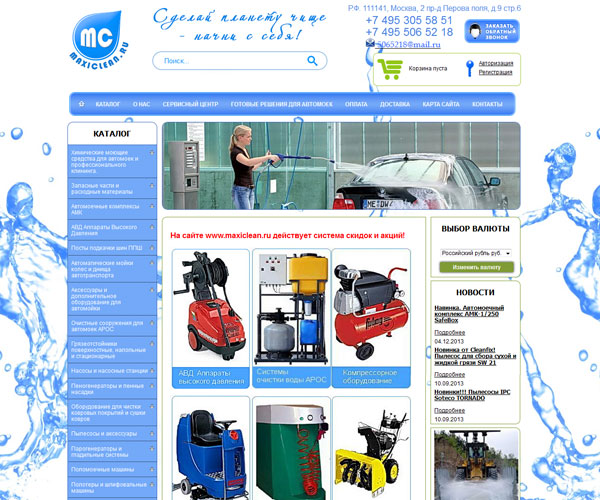 Сделай планету чище
- начни с себя!
MC
MAXICLEAN.RU
РФ. 111141, Москва, 2 пр-д Перова поля, д.9 стр.6
+7 495 305 58 51
+7 495 506 52 18
5065218@mail.ru
ЗАКАЗАТЬ
ОБРАТНЫЙ
ЗВОНОК
Поиск...
Корзина пуста
Авторизация
Регистрация
КАТАЛОГ
О НАС
СЕРВИСНЫЙ ЦЕНТР
ГОТОВЫЕ РЕШЕНИЯ ДЛЯ АВТОМОЕК
ОПЛАТА
ДОСТАВКА
КАРТА САЙТА
КОНТАКТЫ
КАТАЛОГ
Химические моющие
средства для автомоек и
профессионального
клининга.
Запасные части и
расходные материалы
Автомоечные комплексы
АМК
АВД Аппараты Высокого
Давления
Посты подкачки шин ППШ
Автоматические мойки
колес и днища
автотранспорта
Аксессуары и
дополнительное
оборудование для
автомойки
Очистные сооружения для
автомоек АРОС
Грязеотстойники
поверхностные, напольные
и стационарные
Насосы и насосные станции
Пеногенераторы и пенные
насадки
Оборудование для чистки
ковровых покрытий и сушки
ковров
Пылесосы и аксессуары
Парогенераторы и
гладильные системы
Поломоечные машины
Полотеры и шлифовальные
машины
На сайте www.maxiclean.ru действует система скидок и акций!
АВД Аппараты
высокого давления
Системы
очистки воды АРОС
Компрессорное
оборудование
ВЫБОР ВАЛЮТЫ
Российский рубль руб.
Изменить валюту
НОВОСТИ
Навинка. Автомоечный
комплекс АМК-1/250
SafeBox
Подробнее
04.12.2013
Новинка от Cleanfix!
Пылесос для сбора сухой и
жидкой грязи SW 21
Подробнее
10.09.2013
Новинки!!! Пылесосы IPC
Soteco TORNADO
Подробнее
10.09.2013